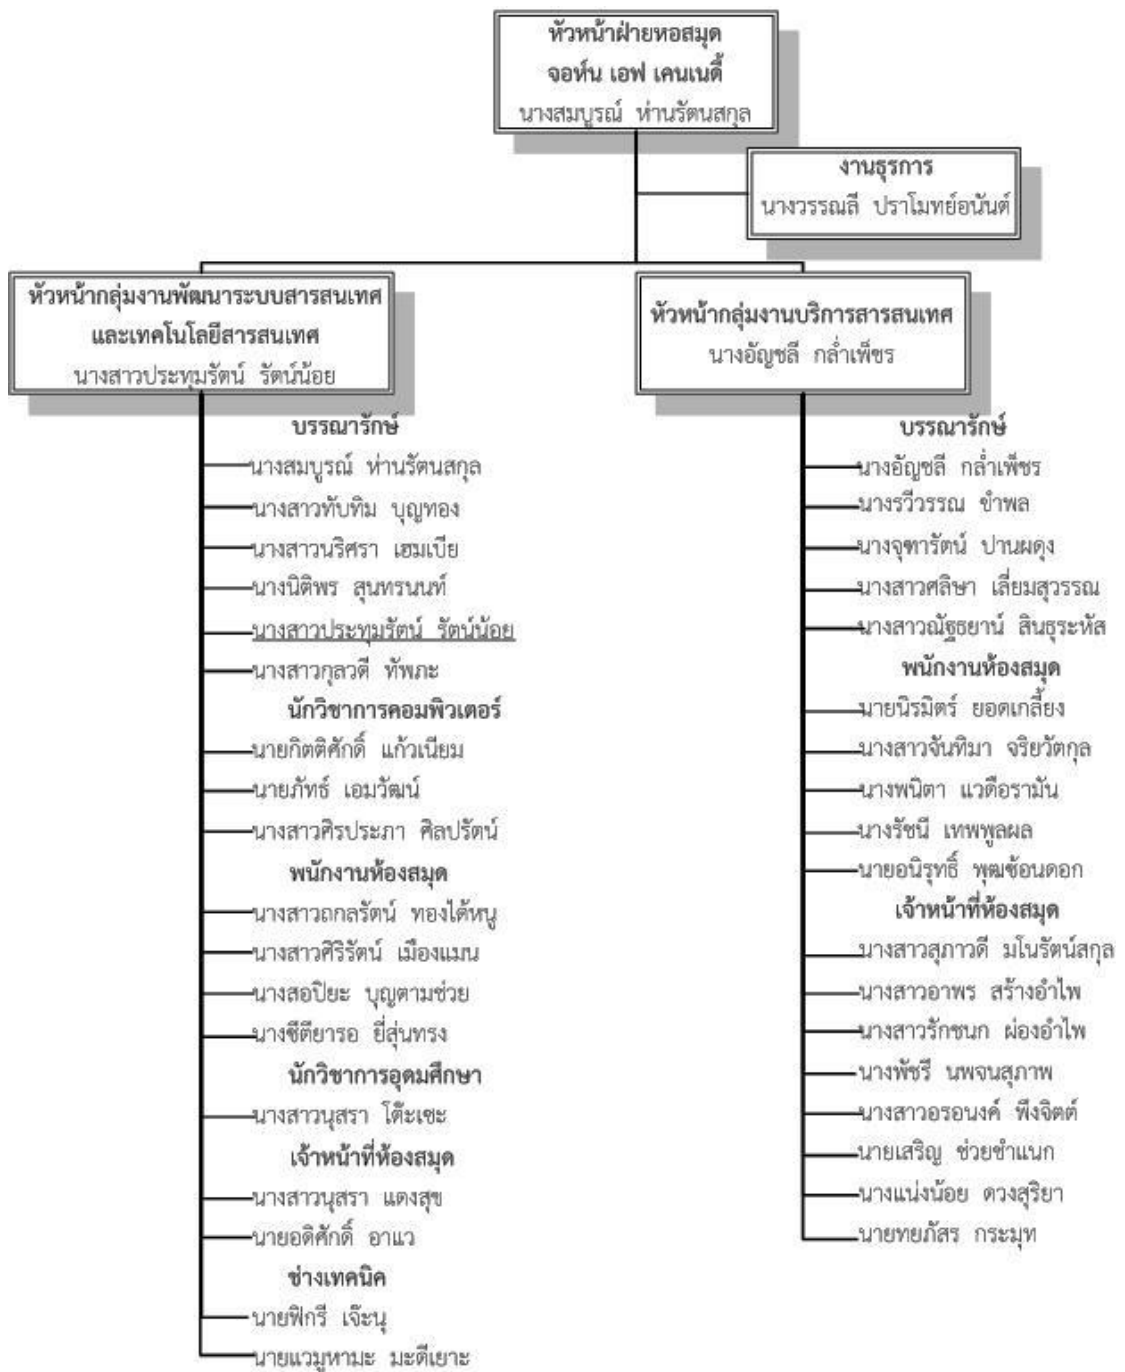 หัวหน้าฝ่ายหอสมุด
จอห์น เอฟ เคนเนดี้
นางสมบูรณ์ ห่านรัตนสกุล
งานธุรการ
นางวรรณลี ปราโมทย์อนันต์
หัวหน้ากลุ่มงานพัฒนาระบบสารสนเทศ
และเทคโนโลยีสารสนเทศ
นางสาวประทุมรัตน์ รัตน์น้อย
บรรณารักษ์
นางสมบูรณ์ ห่านรัตนสกุล
นางสาวทับทิม บุญทอง
นางสาวนริศรา เฮมเบีย
นางนิติพร สุนทรนนท์
นางสาวประทุมรัตน์ รัตน์น้อย
นางสาวกุลวดี ทัพภะ
นักวิชาการคอมพิวเตอร์
นายกิตติศักดิ์ แก้วเนียม
นายภัทธ์ เอมวัฒน์
นางสาวศิรประภา ศิลปรัตน์
พนักงานห้องสมุด
นางสาวถกลรัตน์ ทองได้หนู
นางสาวศิริรัตน์ เมืองแมน
นางสอปิยะ บุญตามช่วย
นางซีตียารอ ยี่สุ่นทรง
นักวิชาการอุดมศึกษา
นางสาวนุสรา โต๊ะเซะ
เจ้าหน้าที่ห้องสมุด
นางสาวนุสรา แดงสุข
นายอดิศักดิ์ อาแว
ช่างเทคนิค
นายฟิกรี เจ๊ะนุ
นายแวมูหามะ มะตีเยาะ
หัวหน้ากลุ่มงานบริการสารสนเทศ
นางอัญชลี กล่ำเพ็ชร
บรรณารักษ์
นางอัญชลี กล่ำเพ็ชร
นางรวีวรรณ ขำพล
นางจุฑารัตน์ ปานผดุง
นางสาวศลิษา เลี่ยมสุวรรณ
นางสาวณัฐธยาน์ สินธุระหัส
พนักงานห้องสมุด
นายนิรมิตร์ ยอดเกลี้ยง
นางสาวจันทิมา จริยวัตกุล
นางพนิตา แวดือรามัน
นางรัชนี เทพพูลผล
นายอนิรุทธิ์ พุฒซ้อนดอก
เจ้าหน้าที่ห้องสมุด
นางสาวสุภาวดี มโนรัตน์สกุล
นางสาวอาพร สร้างอำไพ
นางสาวรักชนก ผ่องอำไพ
นางพัชรี นพจนสุภาพ
นางสาวอรอนงค์ พึงจิตต์
นายเสริญ ช่วยชำแนก
นางแน่งน้อย ดวงสุริยา
นายทยภัสร กระมุท